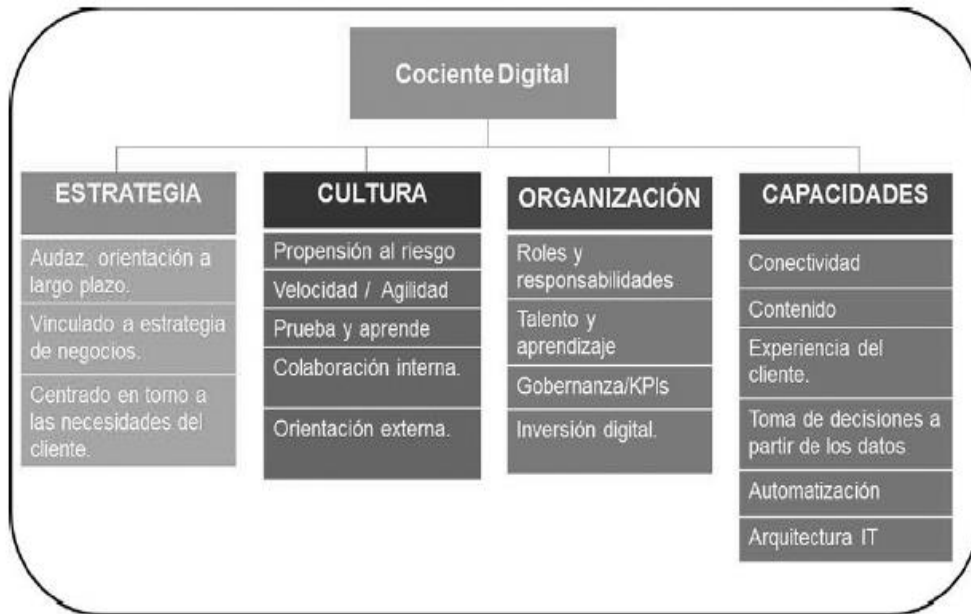 Cociente Digital
ESTRATEGIA
Audaz, orientación a
largo plazo.
Vinculado a estrategia
de negocios.
Centrado en torno a
las necesidades del
cliente.
CULTURA
Propensión al riesgo
Velocidad / Agilidad
Prueba y aprende
Colaboración interna.
Orientación externa.
ORGANIZACIÓN
Roles y
responsabilidades
Talento y
aprendizaje
Gobernanza/KPIs
Inversión digital.
CAPACIDADES
Conectividad
Contenido
Experiencia del
cliente.
Toma de decisiones a
partir de los datos
Automatización
Arquitectura IT